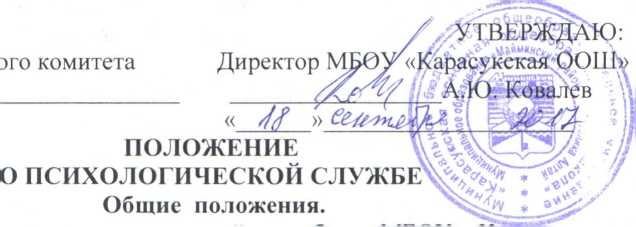 УТВЕРЖДАЮ:
ого комитета Директор МБОУ «Карасукская ООШ»
А.Ю. Ковалев
« 18 » сентября 2017
ПОЛОЖЕНИЕ
О ПСИХОЛОГИЧЕСКОЙ СЛУЖБЕ
Общие положения.